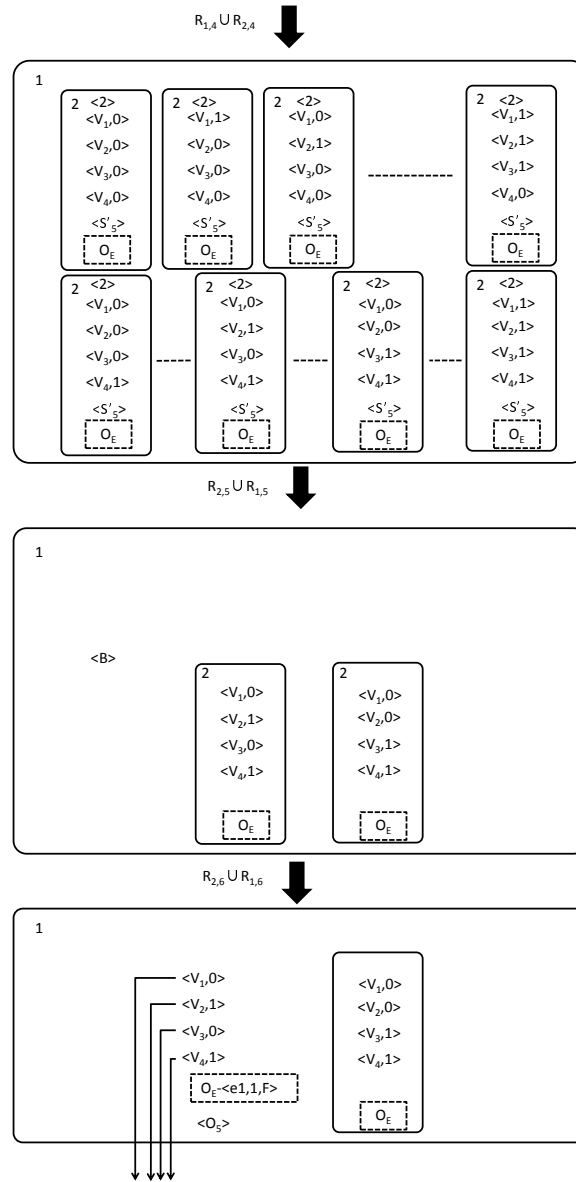 R1,4 ∪ R2,4
1
2 <2> 2 <2> 2 <2> 2 <2>
<V1,0> <V1,1> <V1,0> <V1,1>
<V2,0> <V2,0> <V2,1> <V2,1>
<V3,0> <V3,0> <V3,0> <V3,1>
<V4,0> <V4,0> <V4,0> <V4,0>
<S'5> <S'5> <S'5> <S'5>
OE OE OE OE
2 <2> 2 <2> 2 <2> 2 <2>
<V1,0> <V1,0> <V1,0> <V1,1>
<V2,0> <V2,1> <V2,0> <V2,1>
<V3,0> <V3,0> <V3,1> <V3,1>
<V4,1> <V4,1> <V4,1> <V4,1>
<S'5> <S'5> <S'5> <S'5>
OE OE OE OE
R2,5 ∪ R1,5
1
<B>
2 2
<V1,0> <V1,0>
<V2,1> <V2,0>
<V3,0> <V3,1>
<V4,1> <V4,1>
OE OE
R2,6 ∪ R1,6
1
<V1,0> <V1,0>
<V2,1> <V2,0>
<V3,0> <V3,1>
<V4,1> <V4,1>
OE-<e1,1,F> OE
<O5>